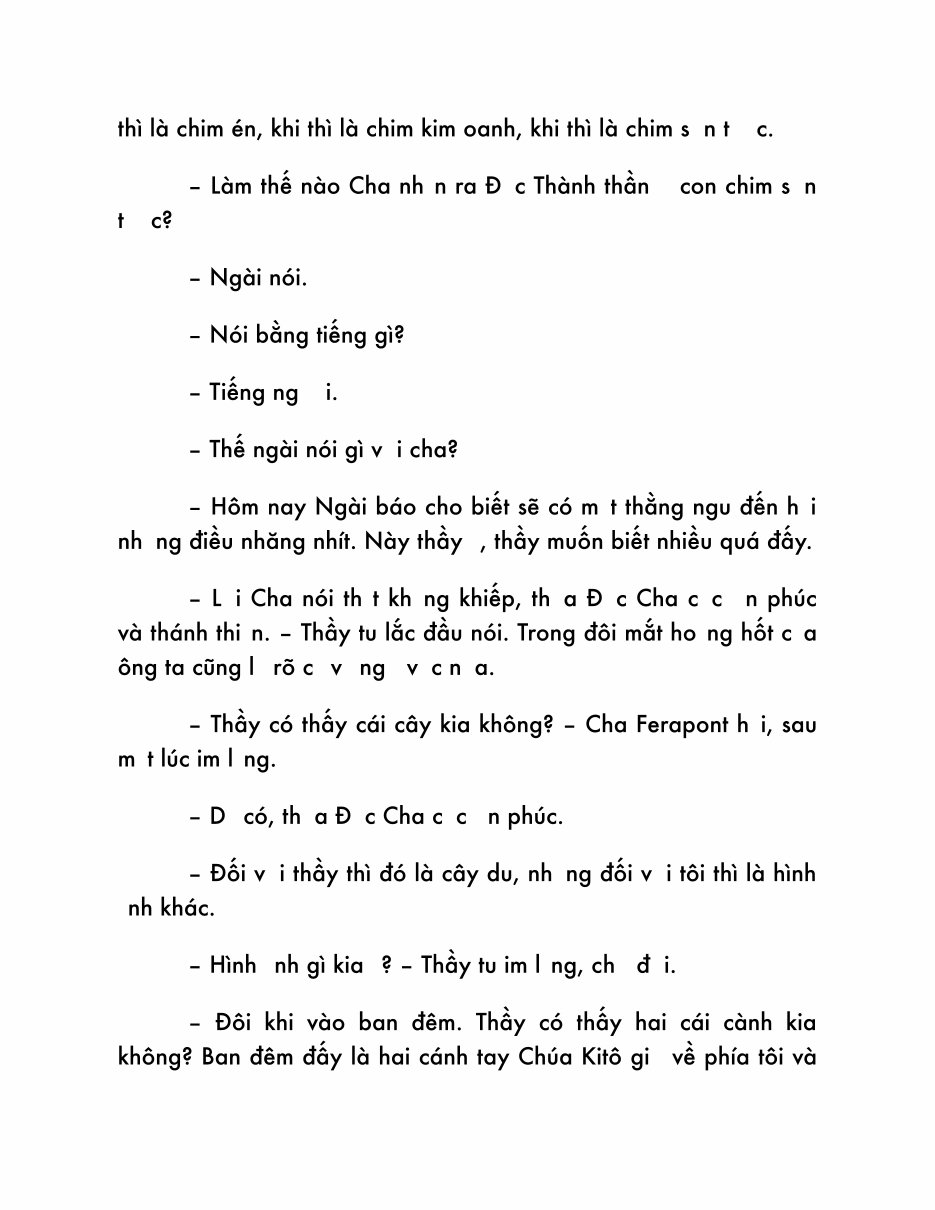 thì là chim én, khi thì là chim kim oanh, khi thì là chim s n t c.
– Làm thế nào Cha nh n ra Đ c Thành thần con chim s n
t c?
– Ngài nói.
– Nói bằng tiếng gì?
– Tiếng ng i.
– Thế ngài nói gì v i cha?
– Hôm nay Ngài báo cho biết sẽ có m t thằng ngu đến h i
nh ng điều nhăng nhít. Này thầy , thầy muốn biết nhiều quá đấy.
– L i Cha nói th t kh ng khiếp, th a Đ c Cha c c n phúc
và thánh thi n. – Thầy tu lắc đầu nói. Trong đôi mắt ho ng hốt c a
ông ta cũng l rõ c v ng v c n a.
– Thầy có thấy cái cây kia không? – Cha Ferapont h i, sau
m t lúc im l ng.
– D có, th a Đ c Cha c c n phúc.
– Đối v i thầy thì đó là cây du, nh ng đối v i tôi thì là hình
nh khác.
– Hình nh gì kia ? – Thầy tu im l ng, ch đ i.
– Đôi khi vào ban đêm. Thầy có thấy hai cái cành kia
không? Ban đêm đấy là hai cánh tay Chúa Kitô gi về phía tôi và